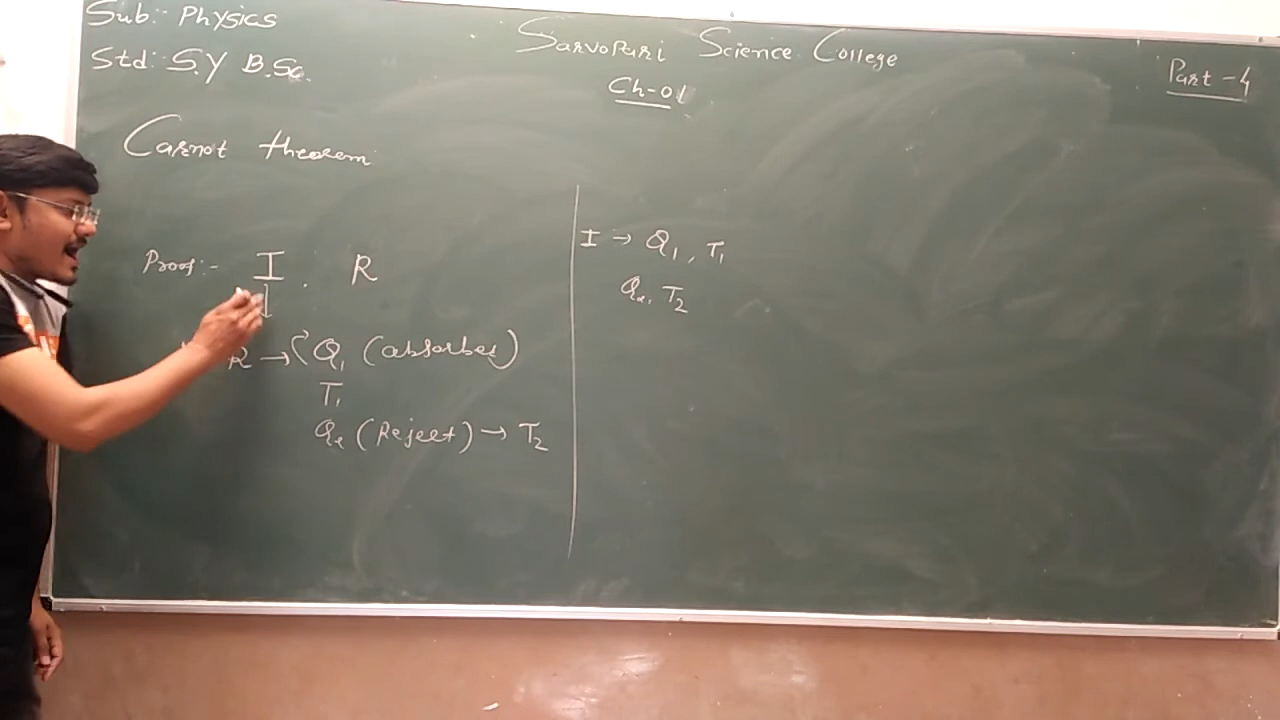 Sub:- Physics
Std:- S.Y B.Sc.
Sarvopari Science College
Ch-01
Part-4
Carnot theorem
Proof:- I . R
R → Q1 (absorbes)
T1
Q2 (Reject) → T2
I → Q1, T1
Q2, T2